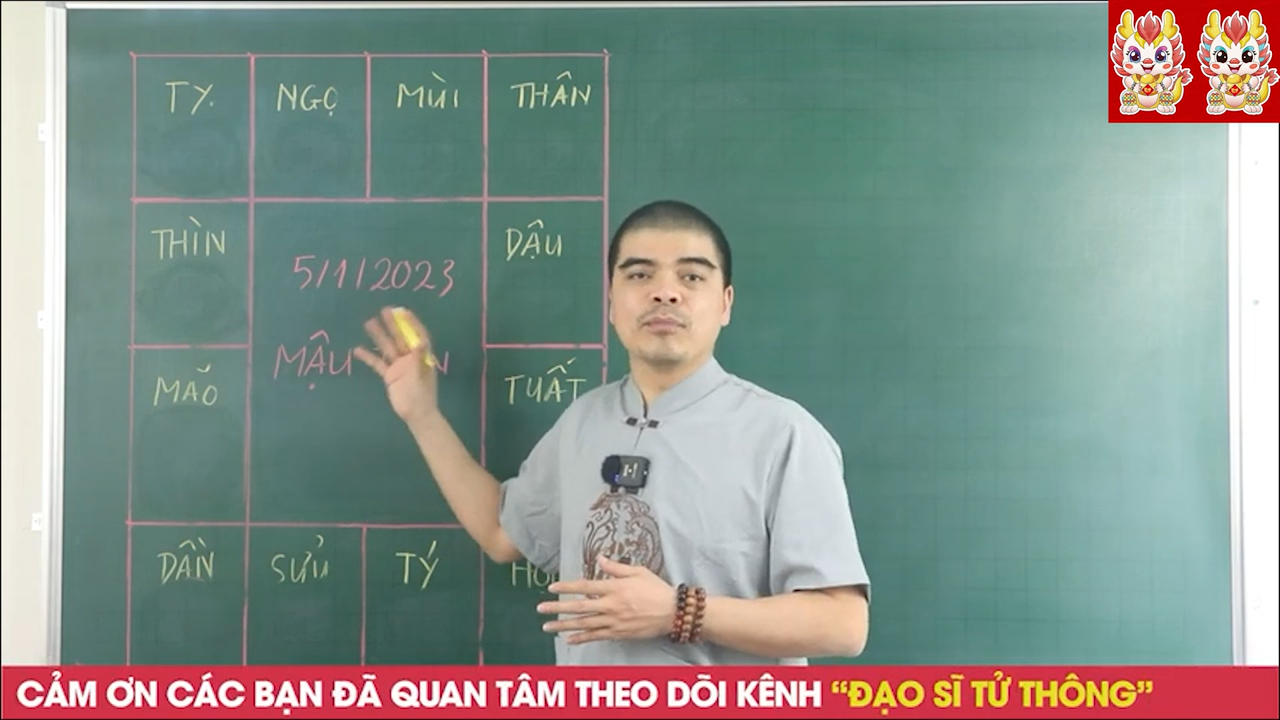 TỴ. NGỌ MÙI THÂN
THÌN DẬU
5/1/2023
MẬU
MÃO TUẤT
DẦN SỬU TÝ
CẢM ƠN CÁC BẠN ĐÃ QUAN TÂM THEO DÕI KÊNH “ĐẠO SĨ TỬ THÔNG”